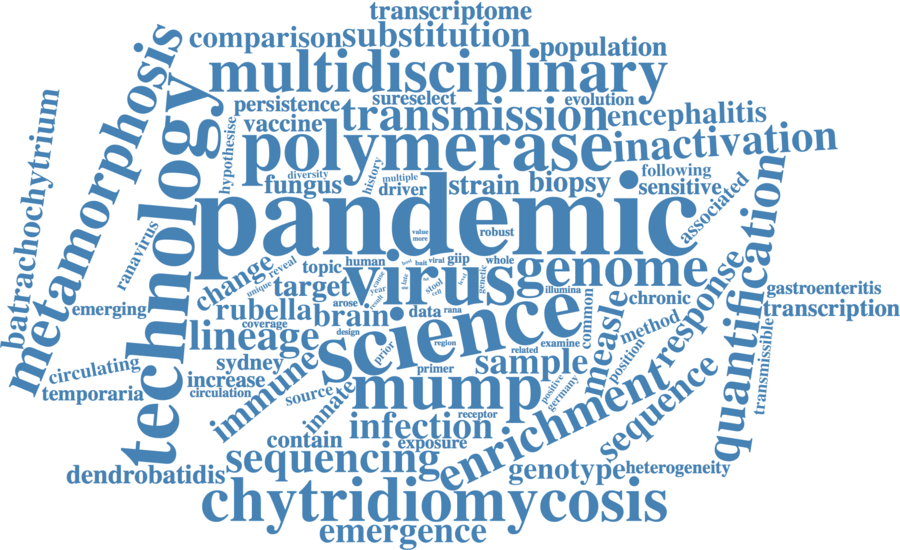 transcriptome
comparison
substitution
population
multidisciplinary
persistence
sureselect
evolution
transmission
encephalitis
vaccine
hypothesise
polymerase
inactivation
metamorphosis
technology
batrachochytrium
diversity
history
multiple
fungus
driver
strain
biopsy
following
sensitive
associated
pandemic
value
more
robust
ranavirus
quantification
change
unique
reveal
topic
human
viral
bait
giip
whole
genome
virus
target
cause
year
result
stool
cell
level
genetic
illumina
emerging
rubella
arose
brain
data
rana
common
measle
chronic
method
response
gastroenteritis
transcription
transmissible
coverage
lineage
design
science
region
prior
related
examine
position
circulating
sydney
increase
circulation
temporaria
immune
source
innate
primer
sample
mump
positive
germany
enrichment
sequence
receptor
infection
contain
exposure
dendrobatidis
sequencing
genotype
heterogeneity
chytridiomycosis
emergence